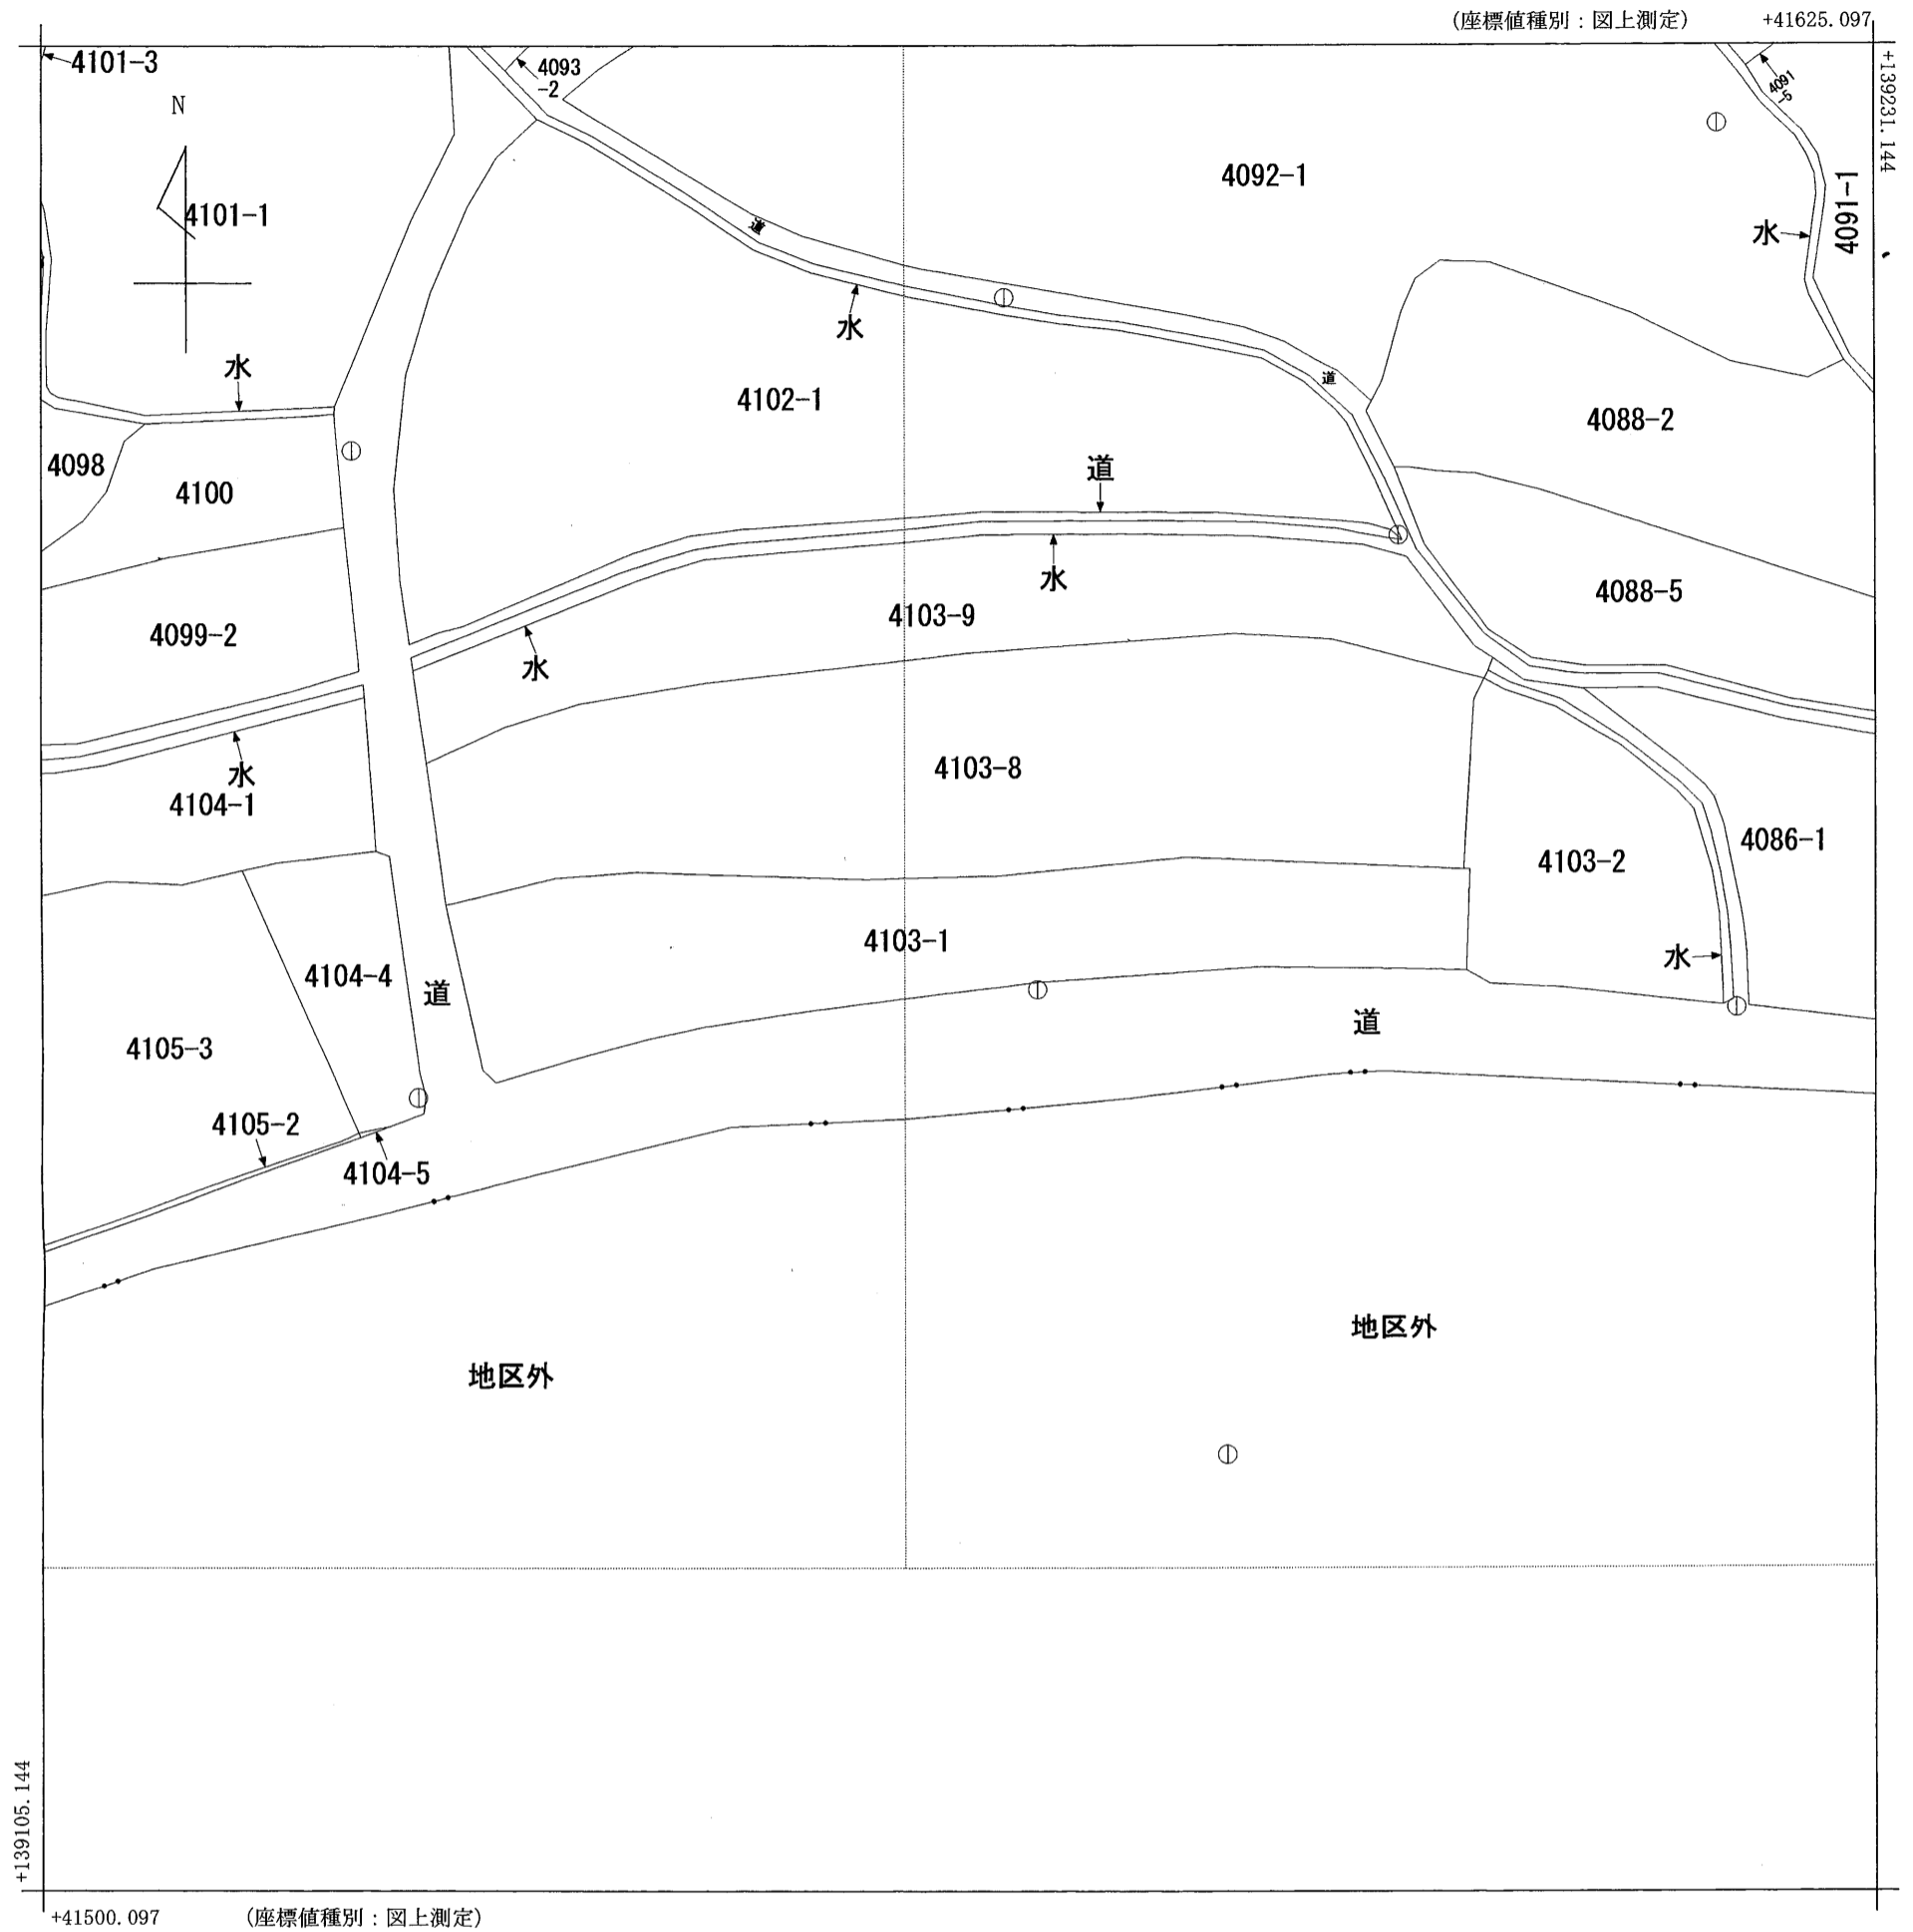 (座標値種別：図上測定) +41625.097
+139231.144
4101-3
4093
-2
4091
-5
N
4092-1
4091-1
4101-1
道
水
水
水
道
4102-1
4088-2
4098
4100
道
水
4088-5
4103-9
4099-2
水
水
4104-1
4103-8
4086-1
4103-2
4103-1
水
4104-4
道
道
4105-3
4105-2
4104-5
地区外
地区外
+139105.144
+41500.097 (座標値種別：図上測定)